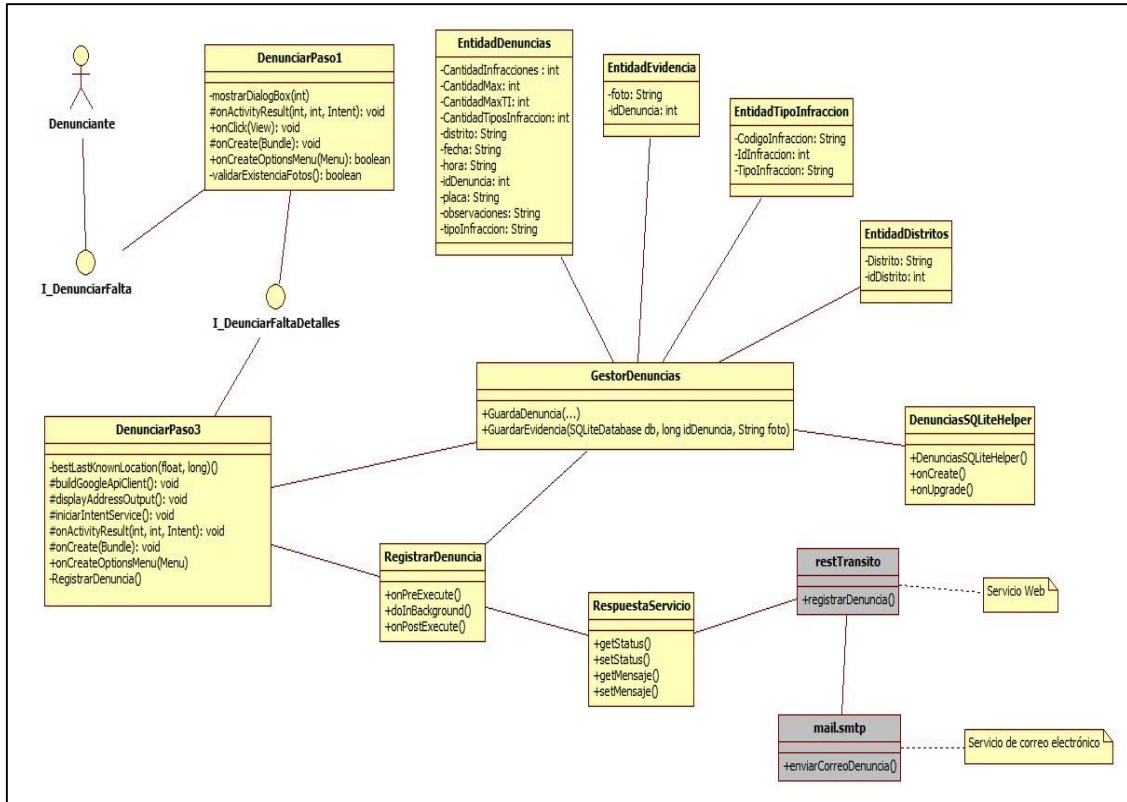 Denunciante
DenunciarPaso1
-mostrarDialogBox(int)
#onActivityResult(int, int, Intent): void
+onClick(View): void
#onCreate(Bundle): void
+onCreateOptionsMenu(Menu): boolean
-validarExistenciaFotos(): boolean
EntidadDenuncias
-CantidadInfracciones : int
-CantidadMax: int
-CantidadMaxTI: int
-CantidadTiposInfraccion: int
-distrito: String
-fecha: String
-hora: String
-idDenuncia: int
-placa: String
-observaciones: String
-tipoInfraccion: String
EntidadEvidencia
-foto: String
-idDenuncia: int
EntidadTipoInfraccion
-CodigoInfraccion: String
-IdInfraccion: int
-TipoInfraccion: String
EntidadDistritos
-Distrito: String
-idDistrito: int
I_DenunciarFalta
I_DeunciarFaltaDetalles
GestorDenuncias
+GuardaDenuncia(...)
+GuardarEvidencia(SQLiteDatabase db, long idDenuncia, String foto)
DenunciarPaso3
-bestLastKnownLocation(float, long)()
#buildGoogleApiClient(): void
#displayAddressOutput(): void
#iniciarIntentService(): void
#onActivityResult(int, int, Intent): void
#onCreate(Bundle): void
+onCreateOptionsMenu(Menu)
-RegistrarDenuncia()
DenunciasSQLiteHelper
+DenunciasSQLiteHelper()
+onCreate()
+onUpgrade()
RegistrarDenuncia
+onPreExecute()
+doInBackground()
+onPostExecute()
RespuestaServicio
+getStatus()
+setStatus()
+getMensaje()
+setMensaje()
restTransito
+registrarDenuncia()
Servicio Web
mail.smtp
+enviarCorreoDenuncia()
Servicio de correo electrónico